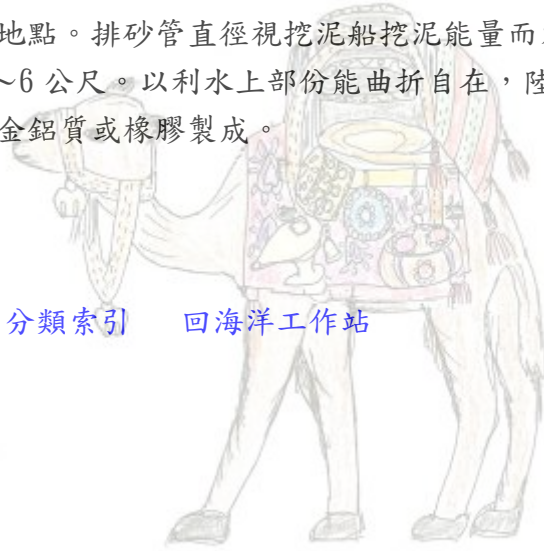 地點。排砂管直徑視挖泥船挖泥能量而
~6 公尺。以利水上部份能曲折自在，陸
金鋁質或橡膠製成。
分類索引 回海洋工作站